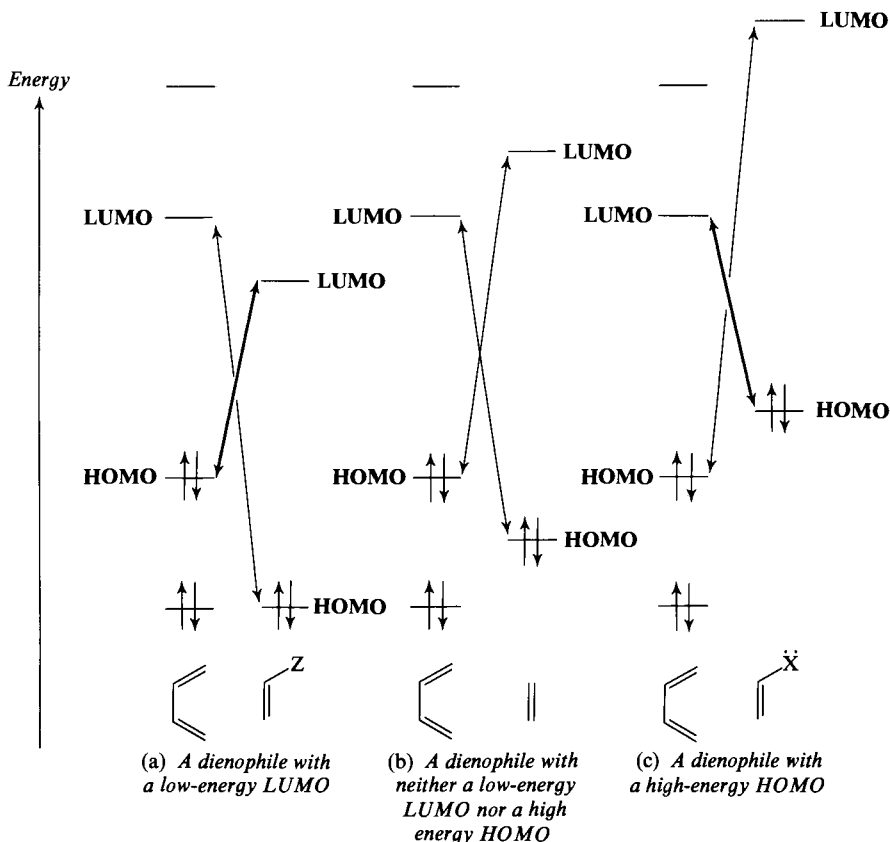 LUMO
Energy
LUMO
LUMO
LUMO
LUMO
LUMO
HOMO
HOMO
HOMO
HOMO
HOMO
HOMO
Z
Ẍ
(a) A dienophile with
a low-energy LUMO
(b) A dienophile with
neither a low-energy
LUMO nor a high
energy HOMO
(c) A dienophile with
a high-energy HOMO